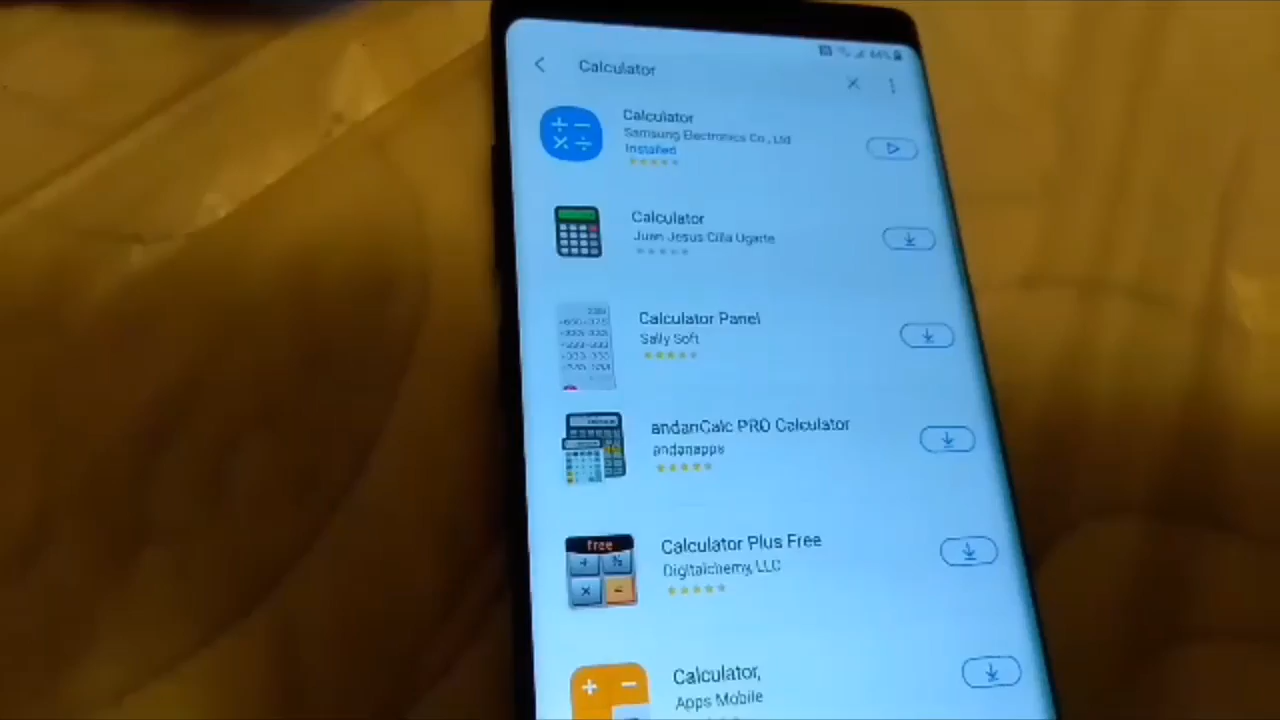 64%
Calculator
Calculator
Samsung Electronics Co., Ltd
Installed
Calculator
Juan Jesus Cilla Ugarte
Calculator Panel
Sally Soft
andanCalc PRO Calculator
andanapps
free
Calculator Plus Free
Digitalchemy, LLC
Calculator,
Apps Mobile